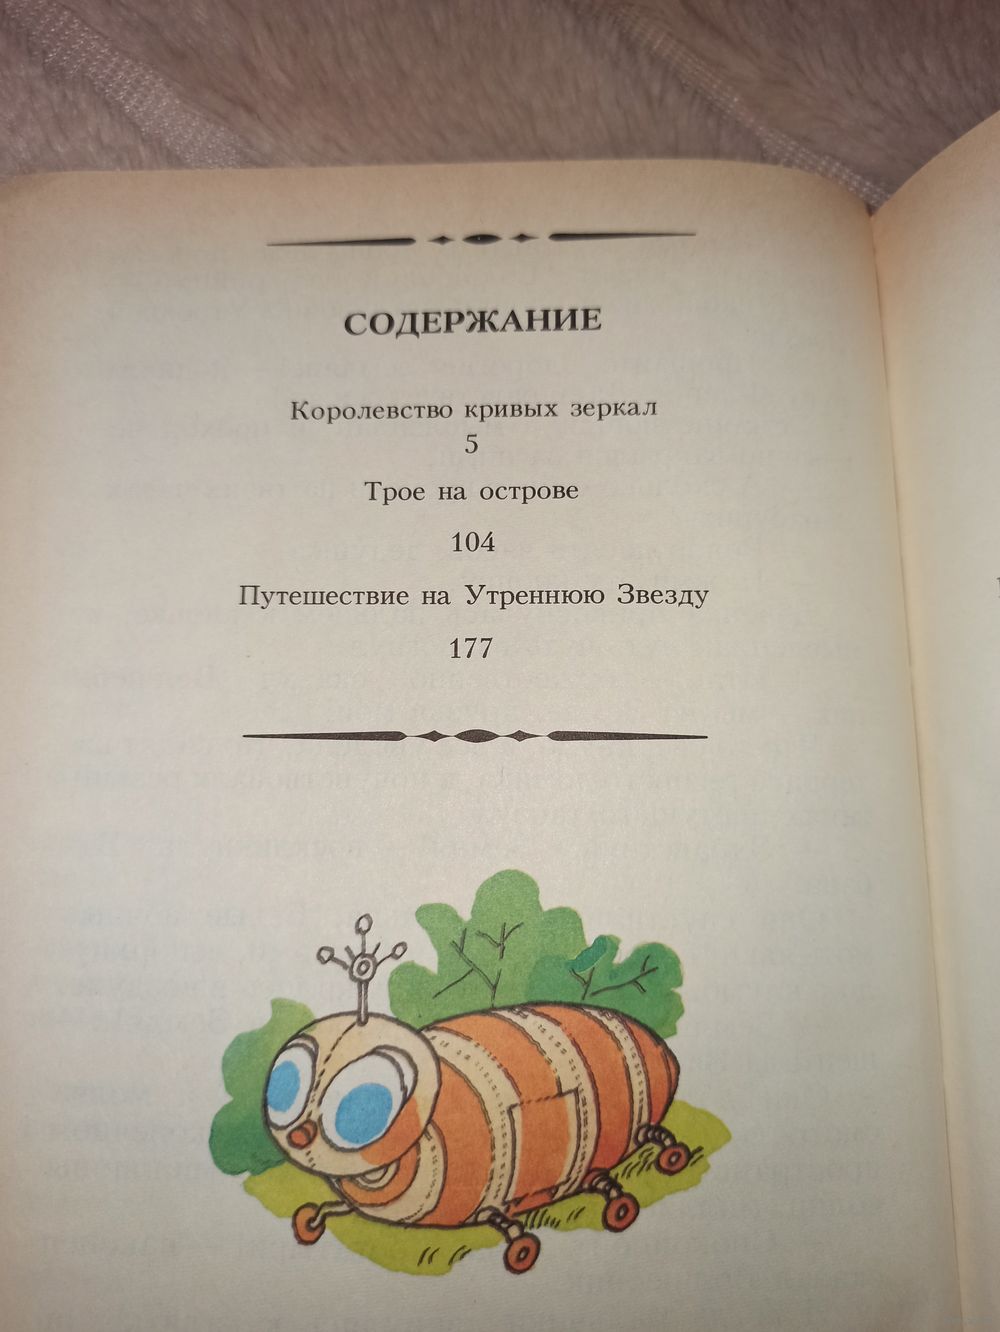 СОДЕРЖАНИЕ
Королевство кривых зеркал
5
Трое на острове
104
Путешествие на Утреннюю Звезду
177